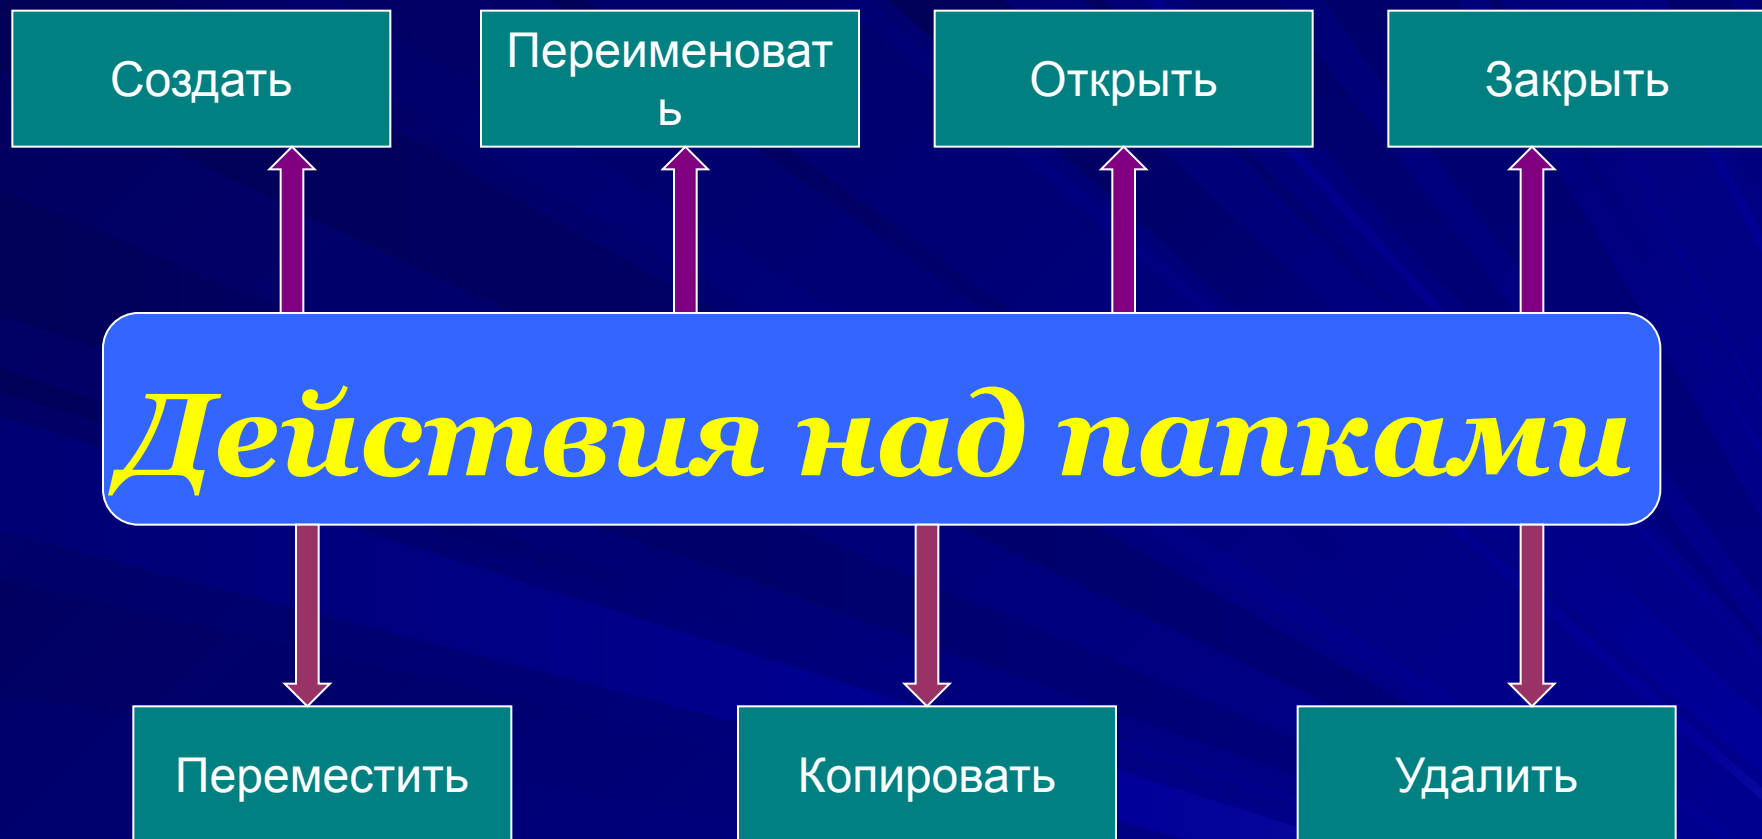 Создать
Переименоват
ь
Открыть
Закрыть
Действия над папками
Переместить
Копировать
Удалить